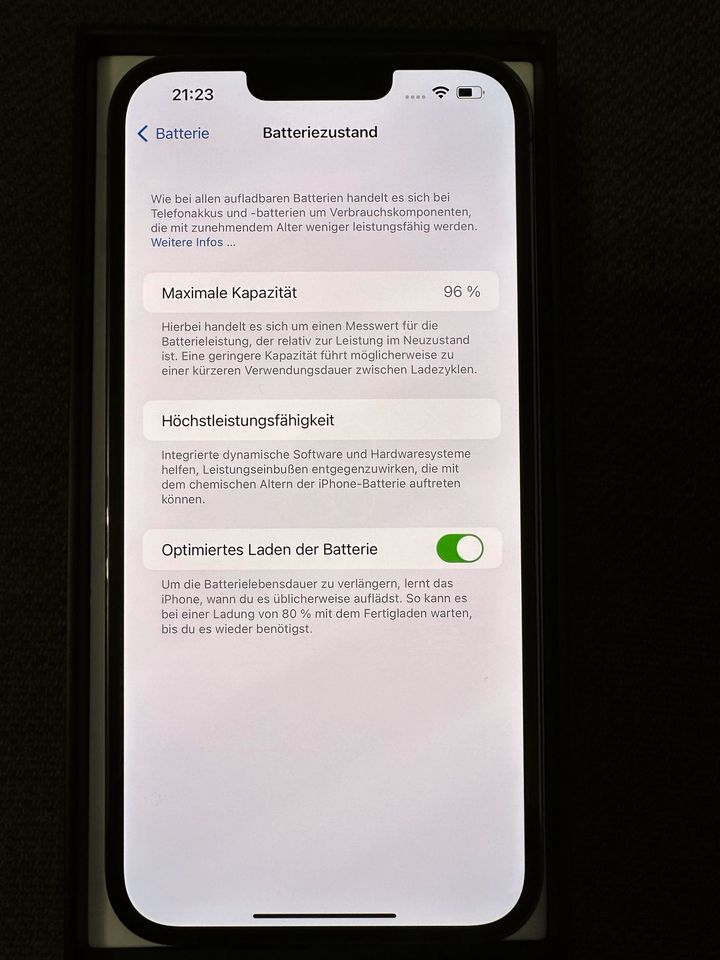 21:23
Batterie
Batteriezustand
Wie bei allen aufladbaren Batterien handelt es sich bei
Telefonakkus und -batterien um Verbrauchskomponenten,
die mit zunehmendem Alter weniger leistungsfähig werden.
Weitere Infos ...
Maximale Kapazität 96 %
Hierbei handelt es sich um einen Messwert für die
Batterieleistung, der relativ zur Leistung im Neuzustand
ist. Eine geringere Kapazität führt möglicherweise zu
einer kürzeren Verwendungsdauer zwischen Ladezyklen.
Höchstleistungsfähigkeit
Integrierte dynamische Software und Hardwaresysteme
helfen, Leistungseinbußen entgegenzuwirken, die mit
dem chemischen Altern der iPhone-Batterie auftreten
können.
Optimiertes Laden der Batterie
Um die Batterielebensdauer zu verlängern, lernt das
iPhone, wann du es üblicherweise auflädst. So kann es
bei einer Ladung von 80 % mit dem Fertigladen warten,
bis du es wieder benötigst.